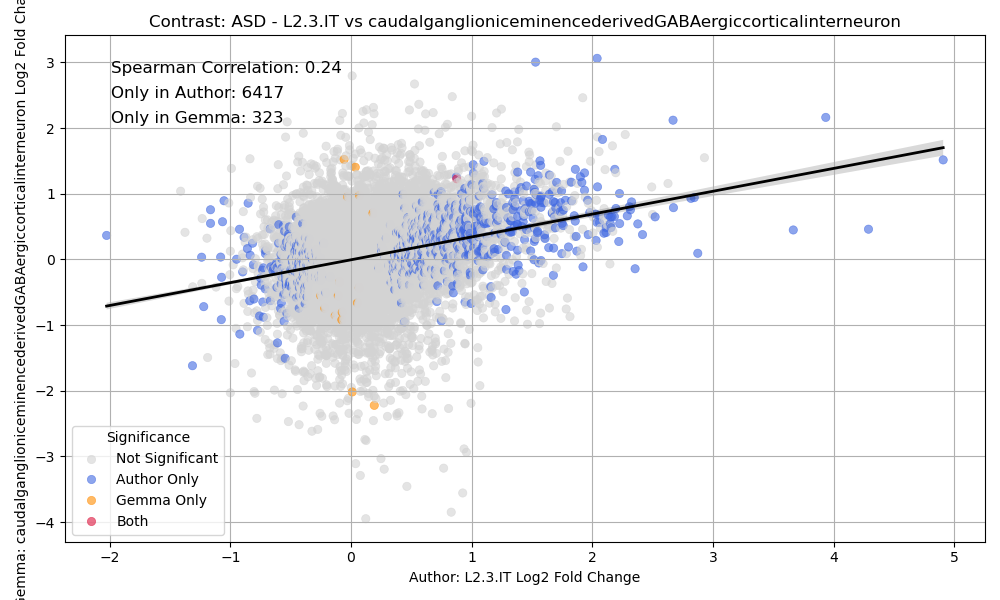 Contrast: ASD - L2.3.IT vs caudalganglioniceminencederivedGABAergiccorticalinterneuron
Spearman Correlation: 0.24
Only in Author: 6417
Only in Gemma: 323
3
2
1
0
−1
−2
−3
−4
Significance
Not Significant
Author Only
Gemma Only
Both
−2
−1
0
1
2
3
4
5
Author: L2.3.IT Log2 Fold Change
caudalganglioniceminencederivedGABAergiccorticalinterneuron Log2 Fold